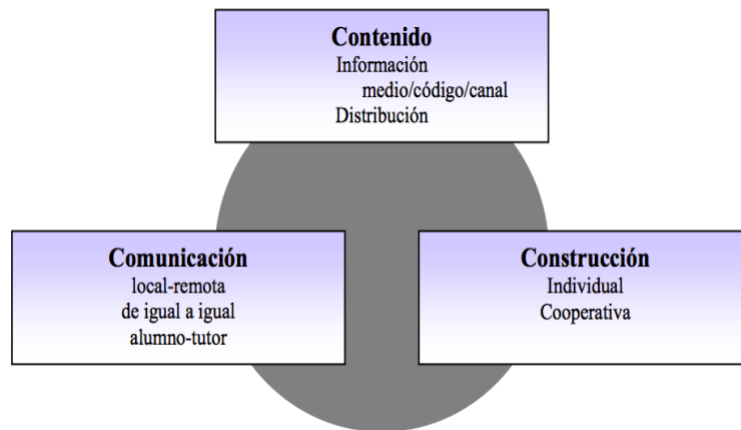 Contenido
Información
medio/código/canal
Distribución
Comunicación
local-remota
de igual a igual
alumno-tutor
Construcción
Individual
Cooperativa